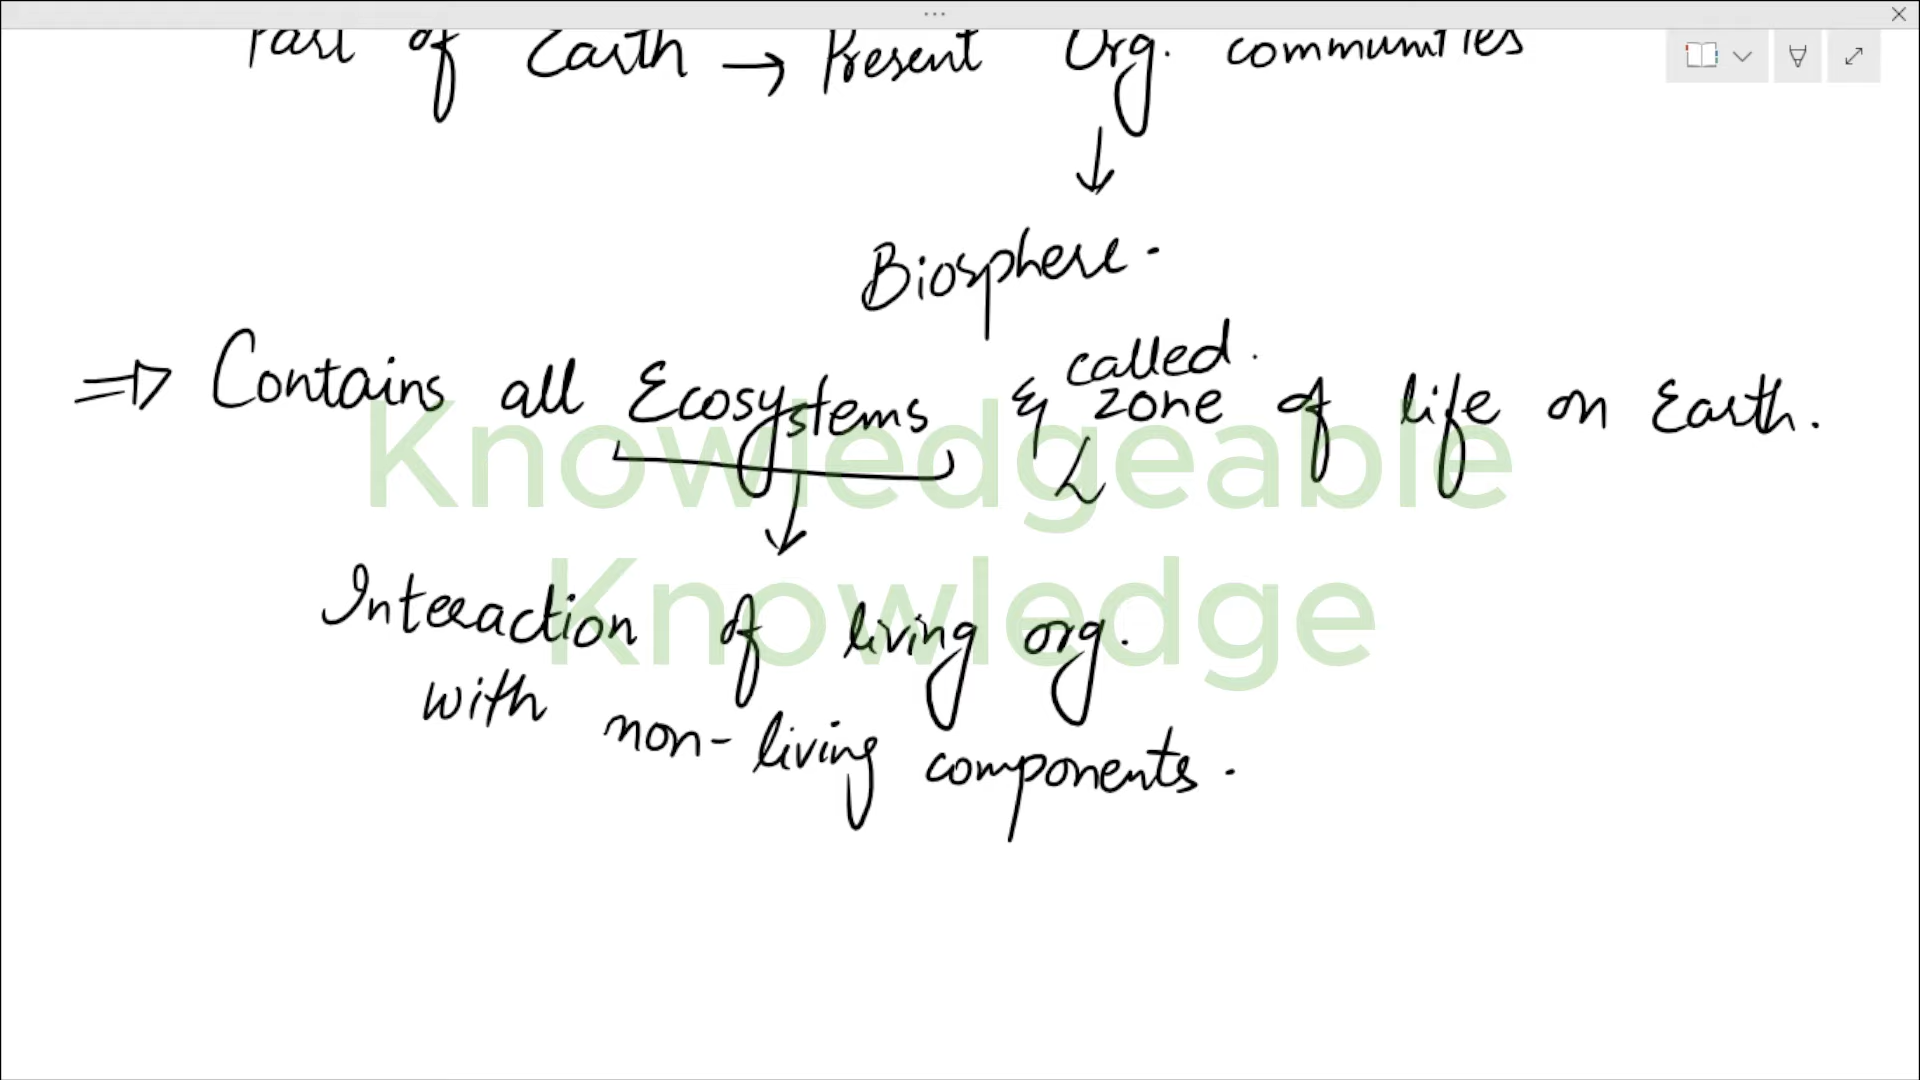 Part of Earth → Present Org. communities
↓
Biosphere.
⇒ Contains all Ecosystems & called. zone of life on Earth.
↓
Interaction of living org.
with non-living components.
Knowledgeable
Knowledge